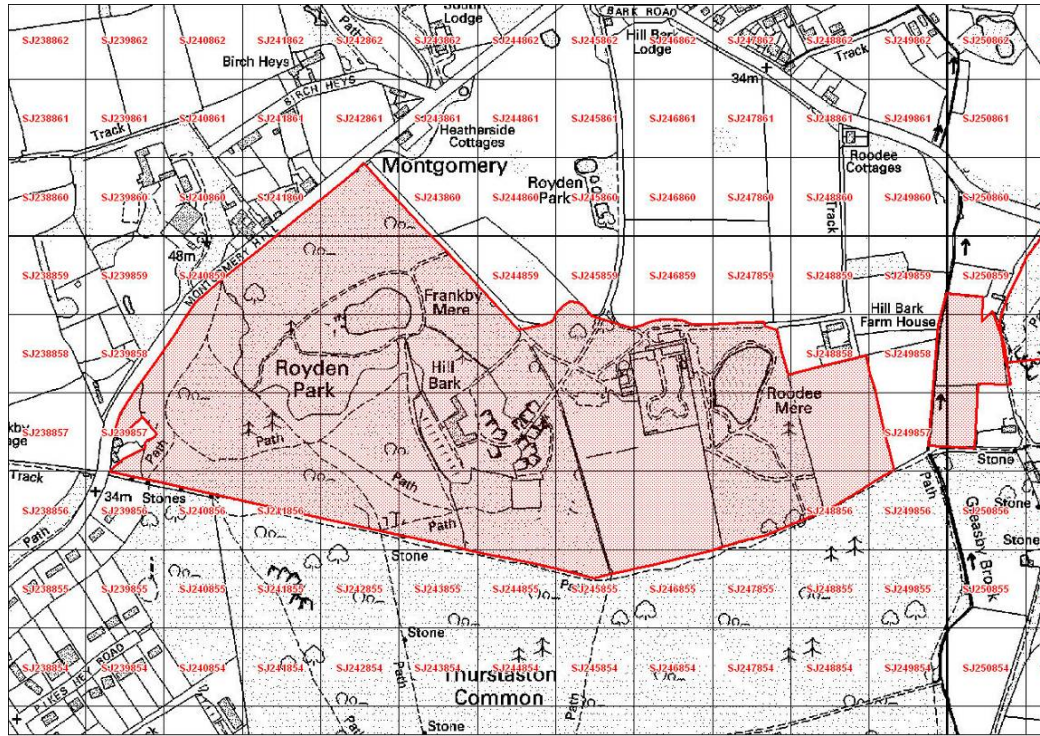 BARK ROAD
South
Lodge
Path
Hill Bark
Lodge
SJ238862 SJ239862 SJ240862 SJ241862 SJ242862 SJ243862 SJ244862 SJ245862 SJ246862 SJ247862 SJ248862 SJ249862 SJ250862
Birch Heys
Track
34m
BIRCH HEYS
SJ238861 SJ239861 SJ240861 SJ241861 SJ242861 SJ243861 SJ244861 SJ245861 SJ246861 SJ247861 SJ248861 SJ249861 SJ250861
Track
Heatherside
Cottages
Montgomery
Roodee
Cottages
Royden
Park
SJ238860 SJ239860 SJ240860 SJ241860 SJ243860 SJ244860 SJ245860 SJ246860 SJ247860 SJ248860 SJ249860 SJ250860
Track
48m
MONTGOMERY HILL
SJ238859 SJ239859 SJ240859 SJ244859 SJ245859 SJ246859 SJ247859 SJ248859 SJ249859 SJ250859
Frankby
Mere
Hill Bark
Farm House
SJ238858 SJ239858 SJ248858 SJ249858
Royden
Park
Hill
Bark
Roodee
Mere
SJ238857 SJ239857 SJ249857
Path
Path
Path
Stone
Track
34m
Stones
Path
Path
Stone
SJ238856 SJ239856 SJ240856 SJ241856 SJ248856 SJ249856 SJ250856
Path
Path
Stone
Greasby Bro
Stone
SJ238855 SJ239855 SJ240855 SJ241855 SJ242855 SJ243855 SJ244855 SJ245855 SJ246855 SJ247855 SJ248855 SJ249855 SJ250855
Stone
PIKES HEY ROAD
SJ238854 SJ239854 SJ240854 SJ241854 SJ242854 SJ243854 SJ244854 SJ245854 SJ246854 SJ247854 SJ248854 SJ249854 SJ250854
Path
Thurstaston
Common
Path
Stone